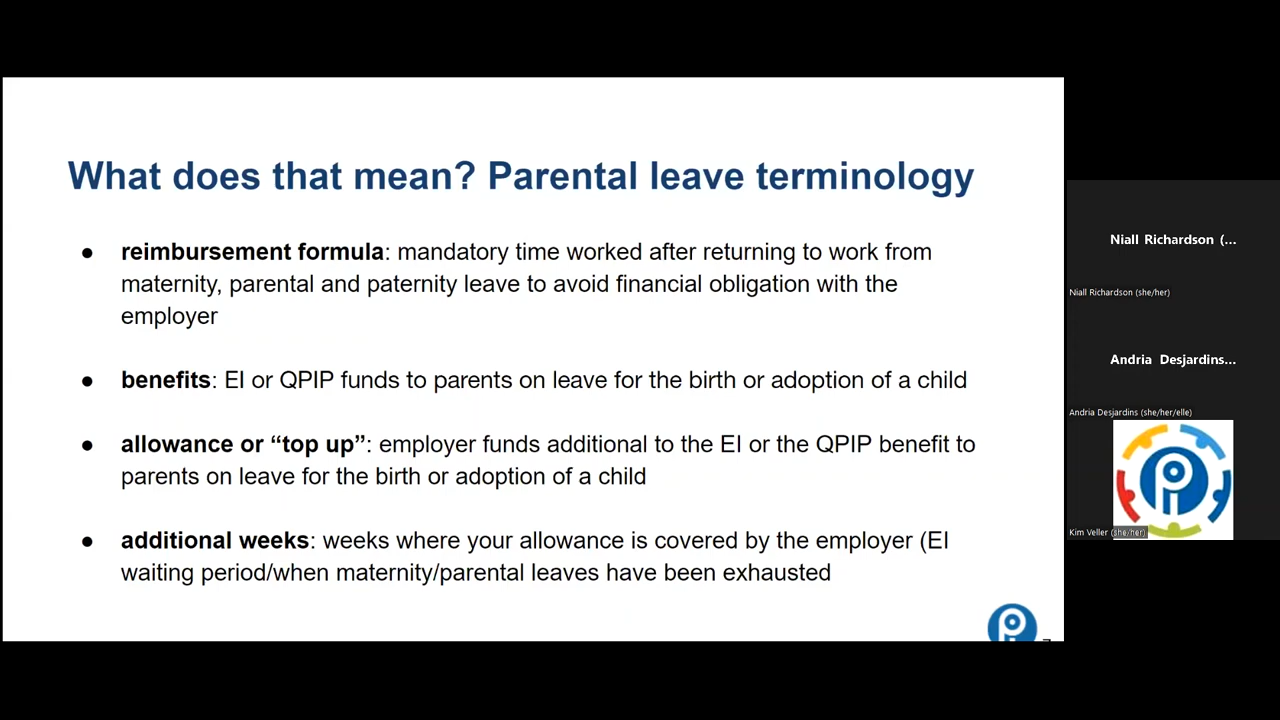 What does that mean? Parental leave terminology
● reimbursement formula: mandatory time worked after returning to work from
maternity, parental and paternity leave to avoid financial obligation with the
employer
● benefits: EI or QPIP funds to parents on leave for the birth or adoption of a child
● allowance or “top up”: employer funds additional to the EI or the QPIP benefit to
parents on leave for the birth or adoption of a child
● additional weeks: weeks where your allowance is covered by the employer (EI
waiting period/when maternity/parental leaves have been exhausted
Niall Richardson (...
Niall Richardson (she/her)
Andria Desjardins...
Andria Desjardins (she/her/elle)
Kim Veller (she/her)